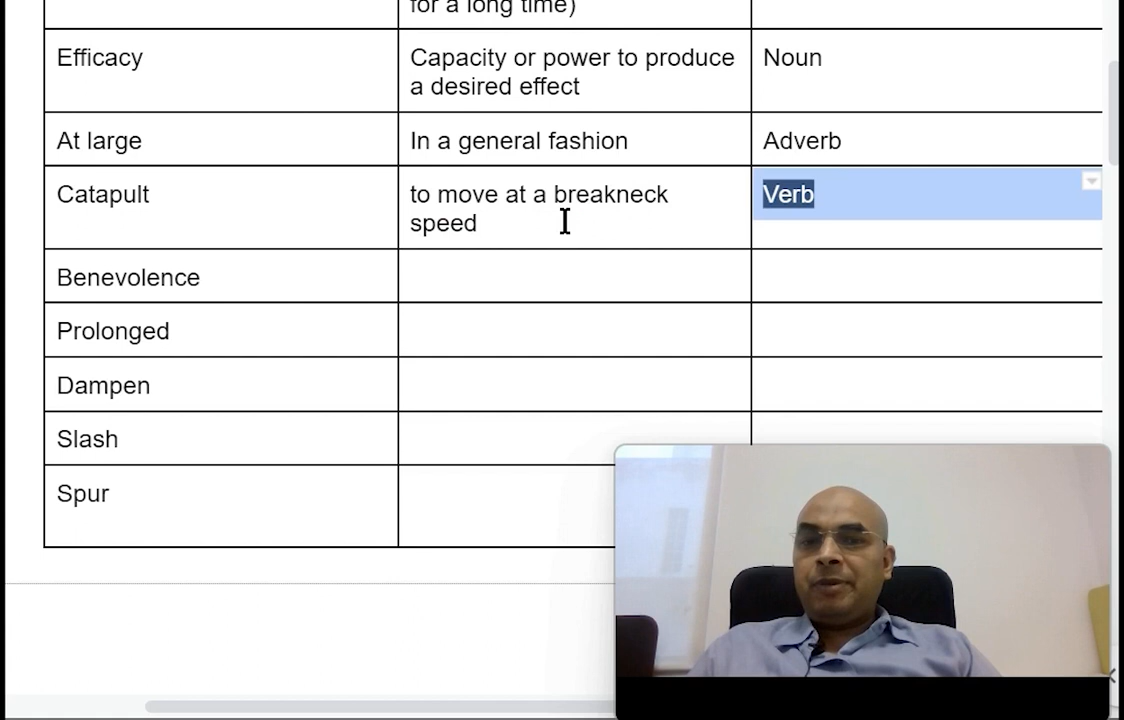 for a long time)
Efficacy
Capacity or power to produce
a desired effect
Noun
At large
In a general fashion
Adverb
Catapult
to move at a breakneck
speed
Verb
Benevolence
Prolonged
Dampen
Slash
Spur